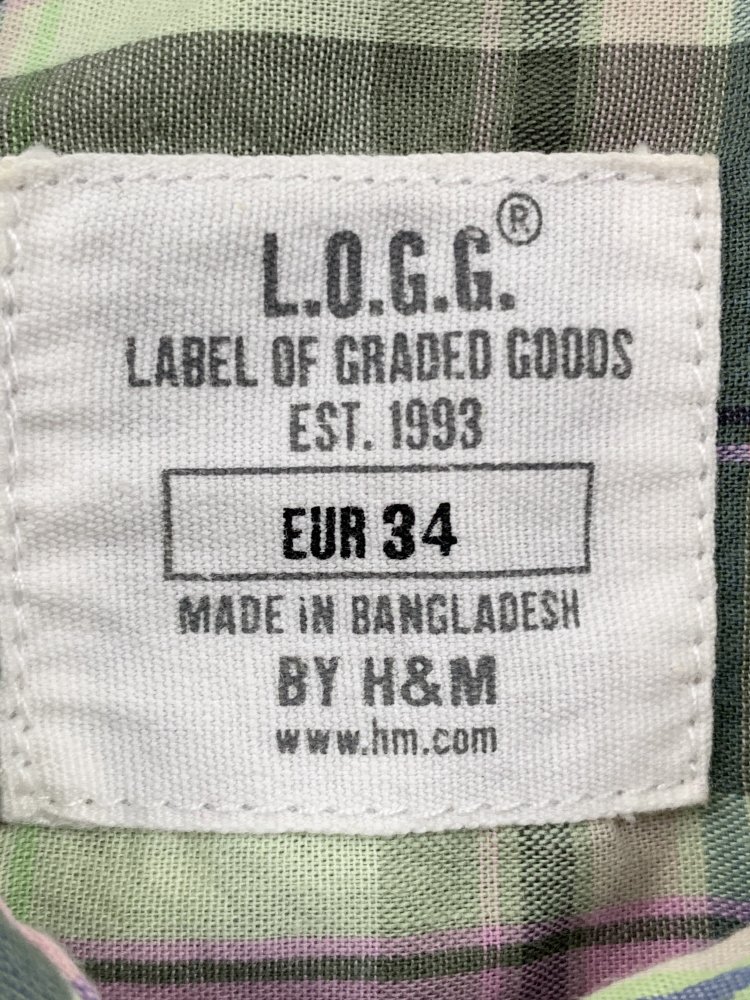 L.O.G.G.®
LABEL OF GRADED GOODS
EST. 1993
EUR 34
MADE iN BANGLADESH
BY H&M
www.hm.com